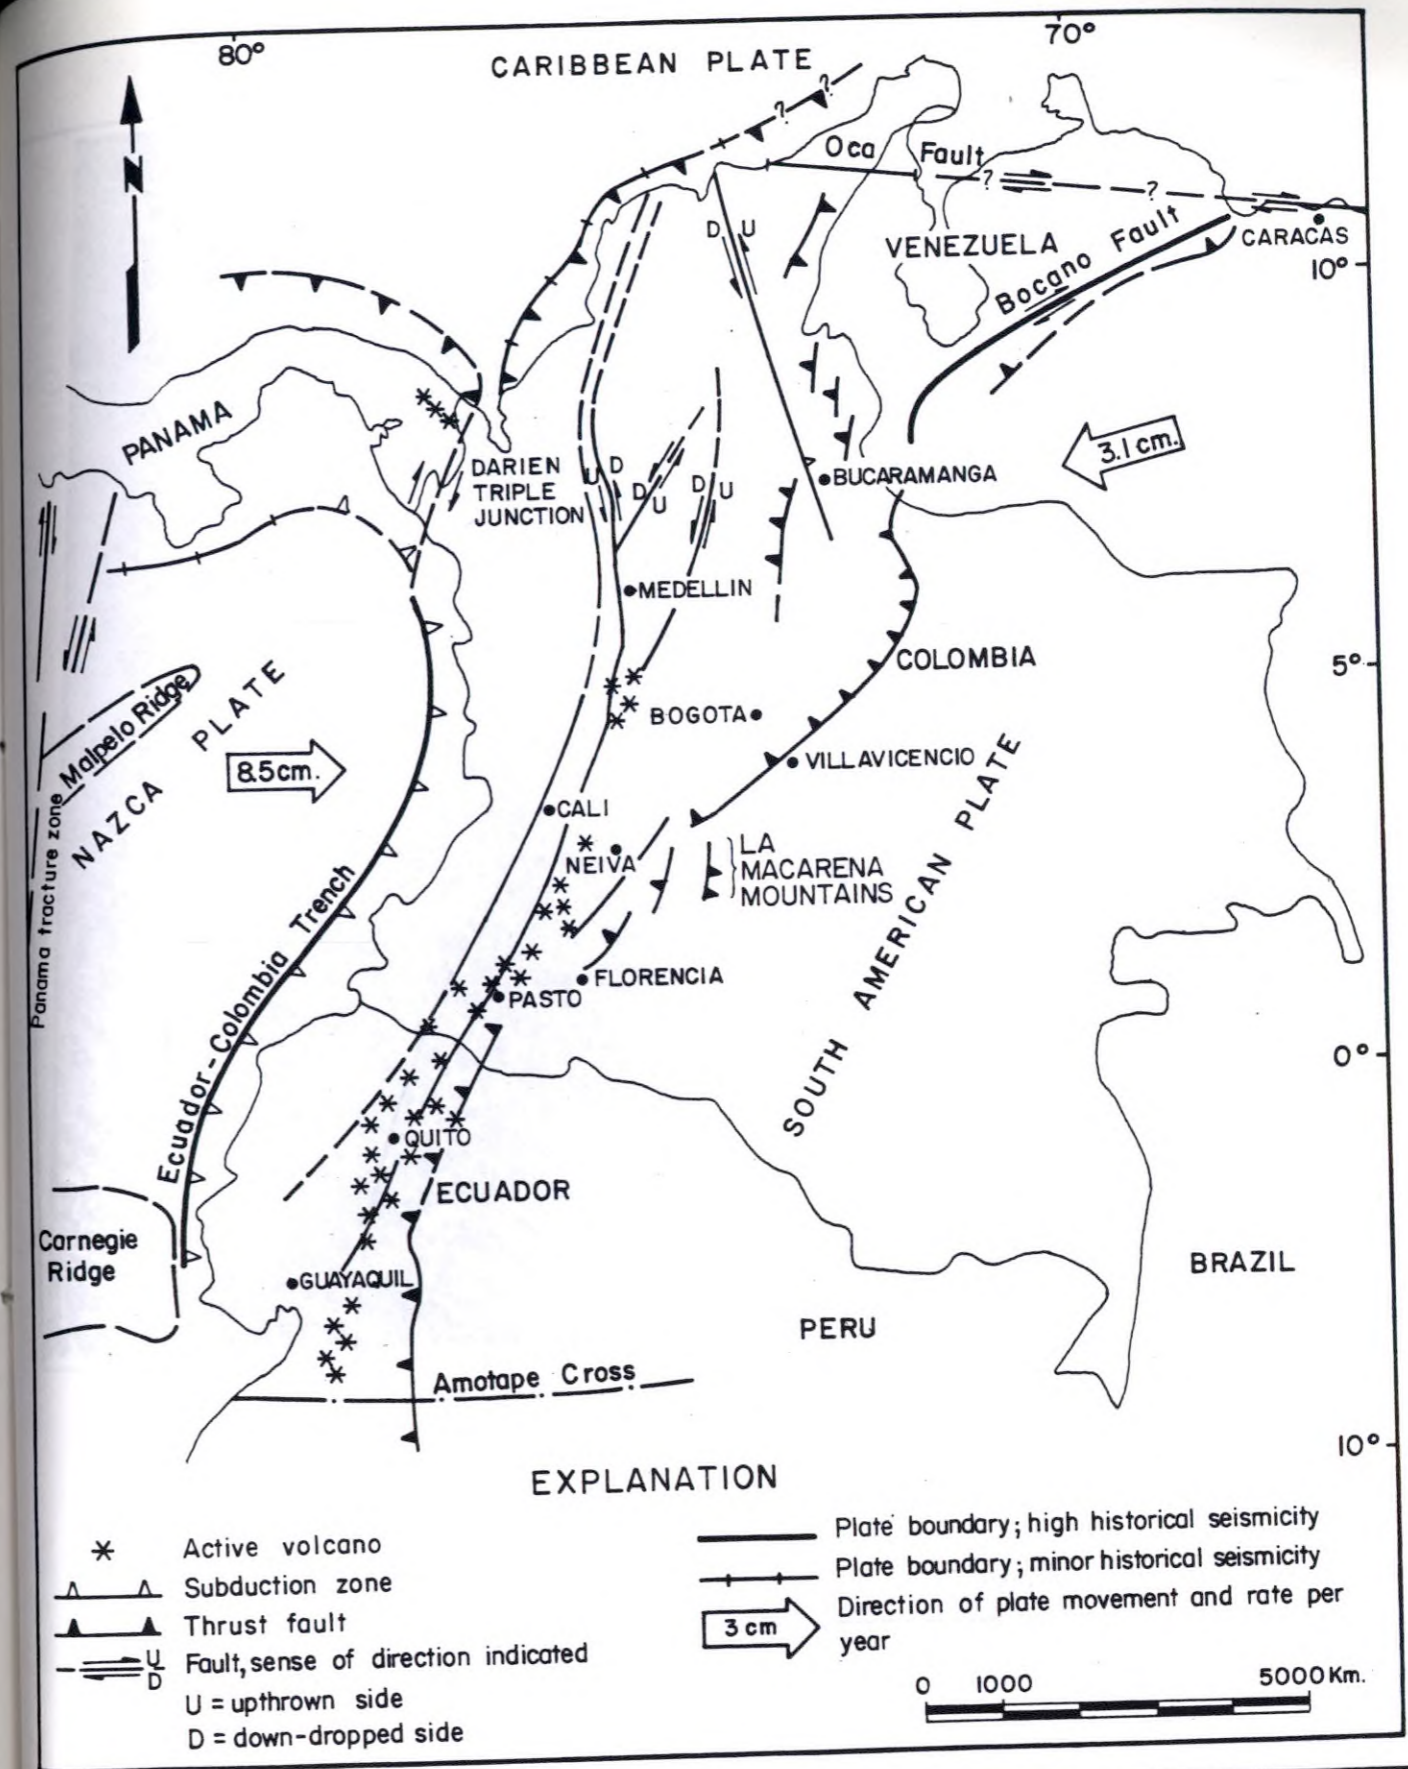 80°
70°
CARIBBEAN PLATE
?
?
N
Oca Fault
?
?
D U
VENEZUELA
Bocano Fault
CARACAS
10°
PANAMA
3.1 cm.
DARIEN
TRIPLE
JUNCTION
U D
D U
D U
BUCARAMANGA
MEDELLIN
COLOMBIA
5°
Malpelo Ridge
NAZCA PLATE
8.5cm.
BOGOTA
VILLAVICENCIO
Panama tracture zone
CALI
NEIVA
LA
MACARENA
MOUNTAINS
SOUTH AMERICAN PLATE
Ecuador-Colombia Trench
FLORENCIA
PASTO
0°
QUITO
ECUADOR
Carnegie
Ridge
GUAYAQUIL
BRAZIL
PERU
Amotape Cross
10°
EXPLANATION
Active volcano
Subduction zone
Thrust fault
U
D
Fault, sense of direction indicated
U = upthrown side
D = down-dropped side
Plate boundary; high historical seismicity
Plate boundary; minor historical seismicity
3 cm
Direction of plate movement and rate per
year
0 1000 5000 Km.